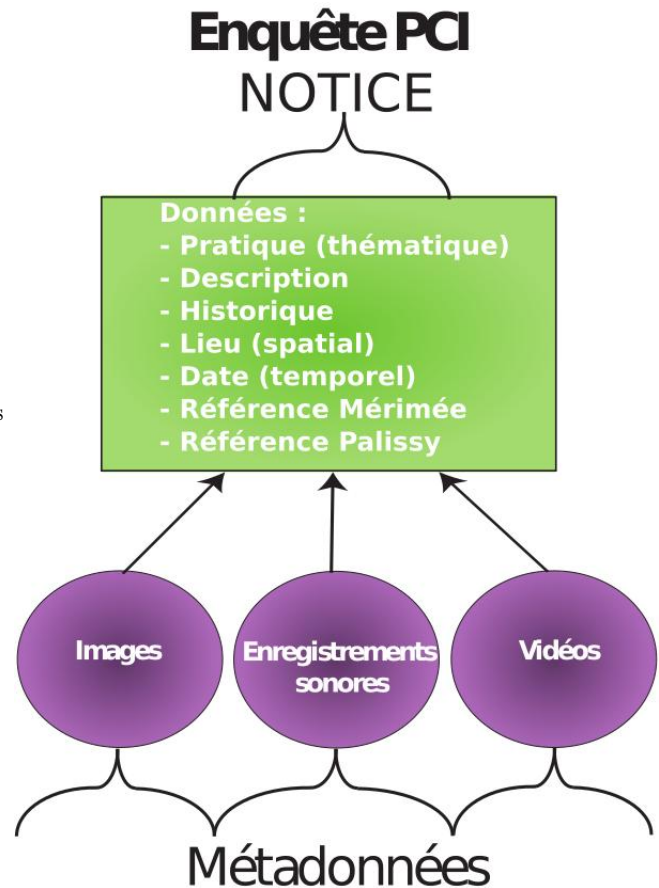 Enquête PCI
NOTICE
Données :
- Pratique (thématique)
- Description
- Historique
- Lieu (spatial)
- Date (temporel)
- Référence Mérimée
- Référence Palissy
s
Images
Enregistrements
sonores
Vidéos
Métadonnées